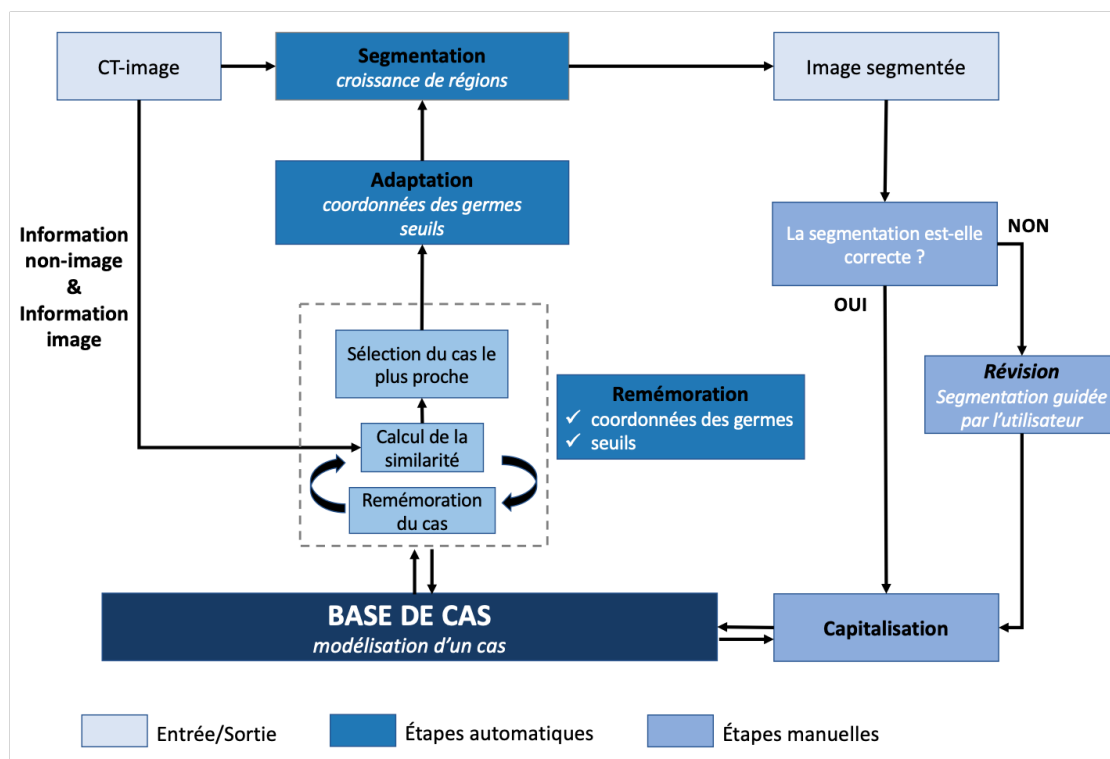 CT-image
Segmentation
croissance de régions
Image segmentée
Adaptation
coordonnées des germes
seuils
Information
non-image
&
Information
image
La segmentation est-elle
correcte ?
NON
OUI
Sélection du cas le
plus proche
Calcul de la
similarité
Remémoration
du cas
Remémoration
✓ coordonnées des germes
✓ seuils
Révision
Segmentation guidée
par l’utilisateur
BASE DE CAS
modélisation d’un cas
Capitalisation
Entrée/Sortie
Étapes automatiques
Étapes manuelles